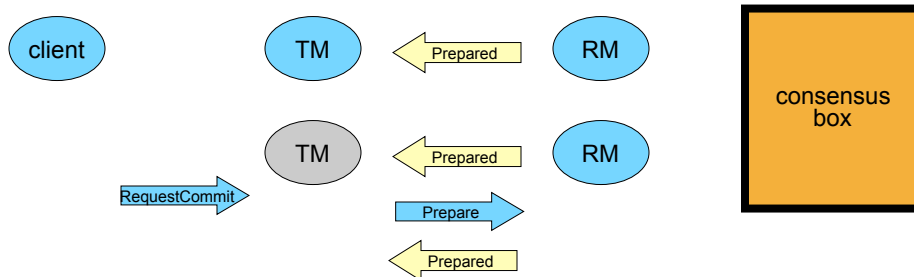 client
TM
Prepared
RM
consensus
box
TM
Prepared
RM
RequestCommit
Prepare
Prepared